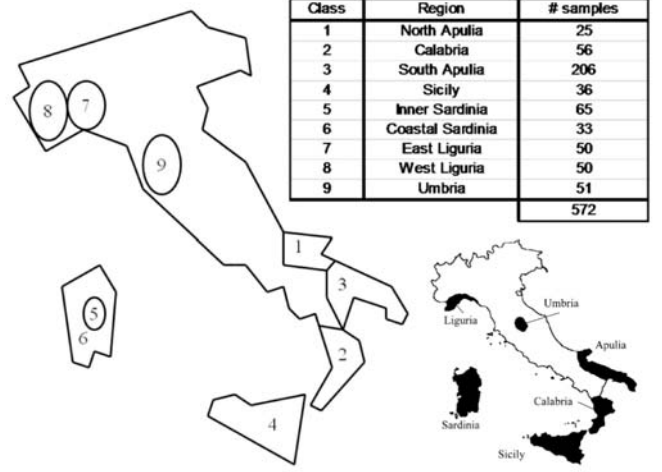 Class Region # samples
1 North Apulia 25
2 Calabria 56
3 South Apulia 206
4 Sicily 36
5 Inner Sardinia 65
6 Coastal Sardinia 33
7 East Liguria 50
8 West Liguria 50
9 Umbria 51
572
8
7
9
1
3
5
6
2
4
Umbria
Liguria
Apulia
Calabria
Sardinia
Sicily